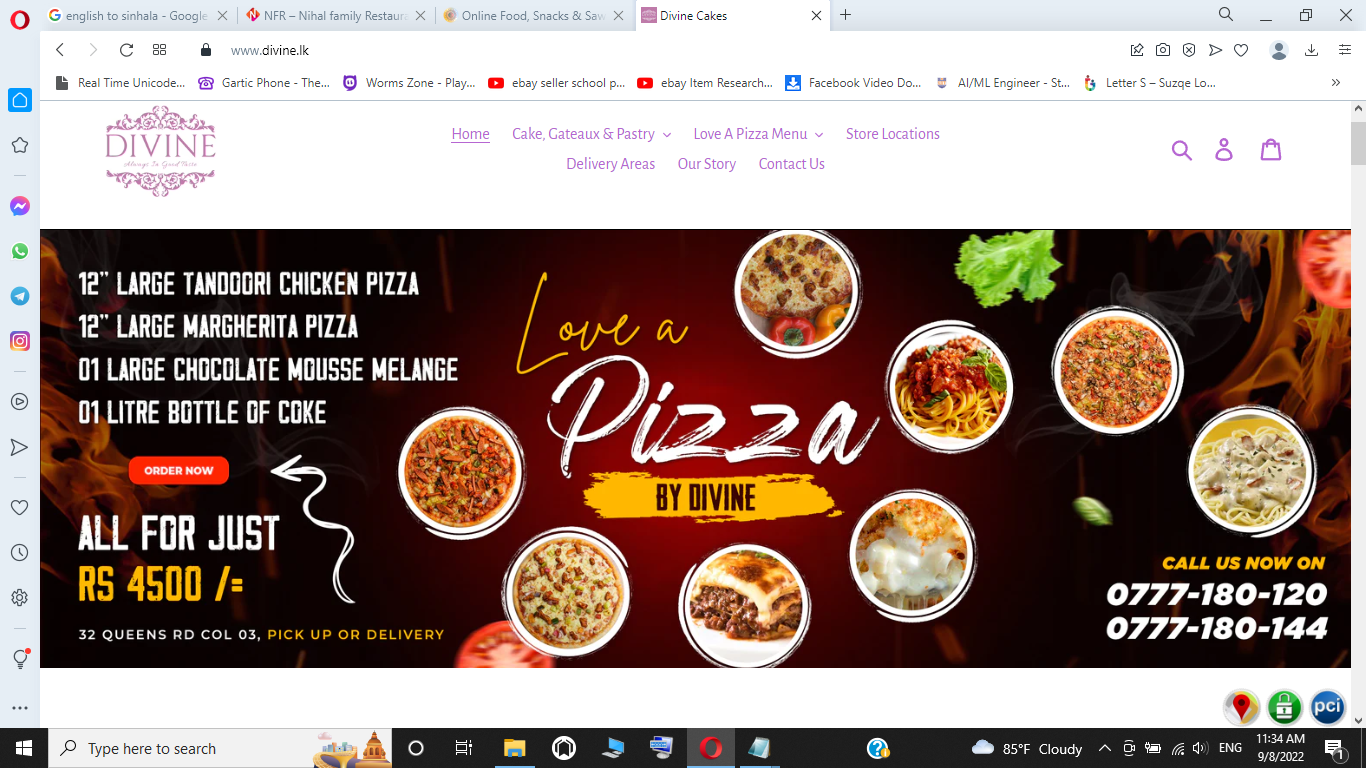 english to sinhala - Google
NFR – Nihal family Restaura
Online Food, Snacks & Sav
Divine Cakes
www.divine.lk
Real Time Unicode...
Gartic Phone - The...
Worms Zone - Play...
ebay seller school p...
ebay Item Research...
Facebook Video Do...
AI/ML Engineer - St...
Letter S – Suzqe Lo...
DIVINE
Always In Good Taste
Home
Cake, Gateaux & Pastry
Love A Pizza Menu
Store Locations
Delivery Areas
Our Story
Contact Us
12” LARGE TANDOORI CHICKEN PIZZA
12” LARGE MARGHERITA PIZZA
01 LARGE CHOCOLATE MOUSSE MELANGE
01 LITRE BOTTLE OF COKE
ORDER NOW
ALL FOR JUST
RS 4500 /=
32 QUEENS RD COL 03, PICK UP OR DELIVERY
Love a
Pizza
BY DIVINE
CALL US NOW ON
0777-180-120
0777-180-144
pci
Type here to search
85°F Cloudy
ENG
11:34 AM
9/8/2022
1